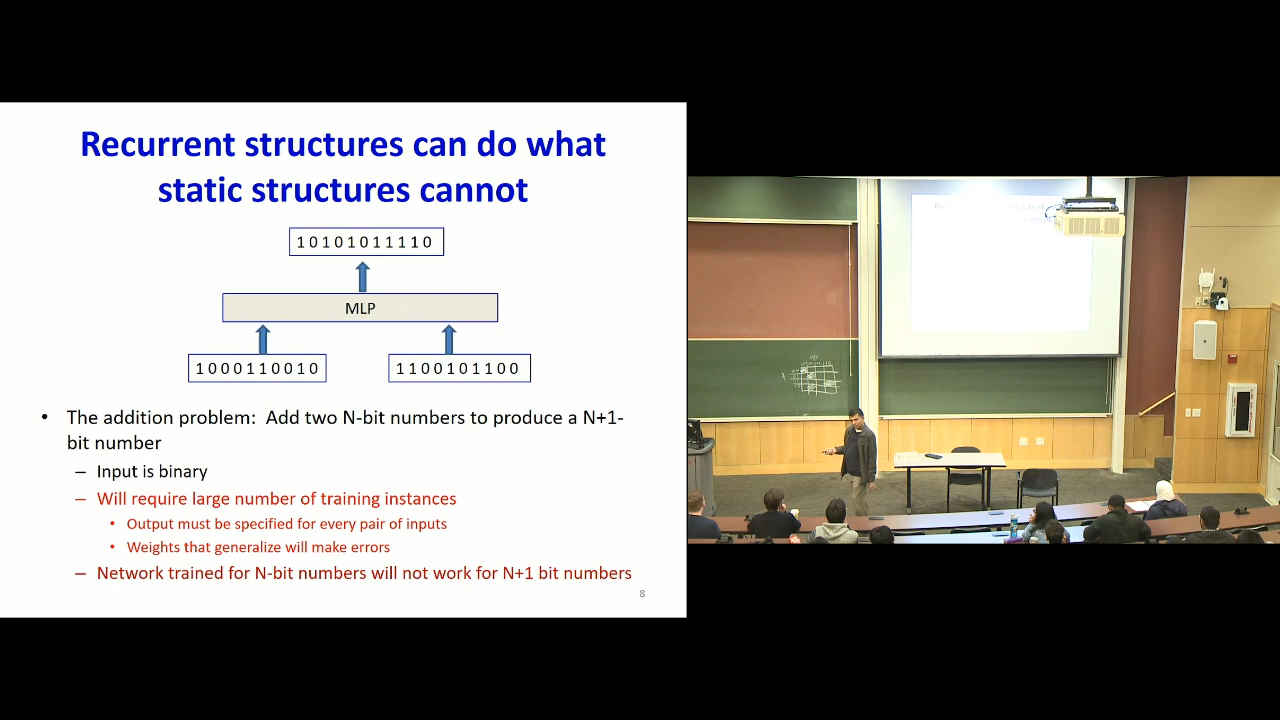 Recurrent structures can do what
static structures cannot
1 0 1 0 1 0 1 1 1 1 0
MLP
1 0 0 0 1 1 0 0 1 0
1 1 0 0 1 0 1 1 0 0
• The addition problem: Add two N-bit numbers to produce a N+1-
bit number
– Input is binary
– Will require large number of training instances
• Output must be specified for every pair of inputs
• Weights that generalize will make errors
– Network trained for N-bit numbers will not work for N+1 bit numbers
8